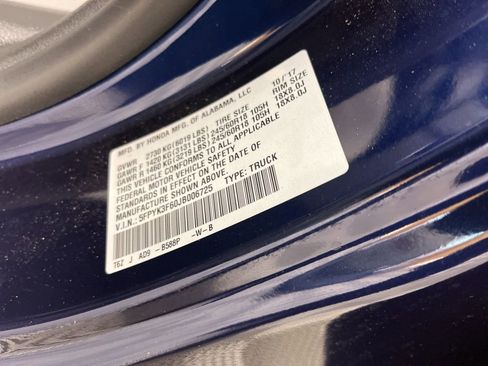 MFD. BY HONDA MFG. OF ALABAMA, LLC 10/'17
TIRE SIZE RIM SIZE
GVWR 2730 KG (6019 LBS)
GAWR F 1420 KG (3131 LBS) 245/60R18 105H 18X8.0J
GAWR R 1460 KG (3219 LBS) 245/60R18 105H 18X8.0J
THIS VEHICLE CONFORMS TO ALL APPLICABLE
FEDERAL MOTOR VEHICLE SAFETY
STANDARDS IN EFFECT ON THE DATE OF
MANUFACTURE SHOWN ABOVE.
V.I.N.: 5FPYK3F60JB006725 TYPE: TRUCK
T6Z J AD9 -B588P -W-B